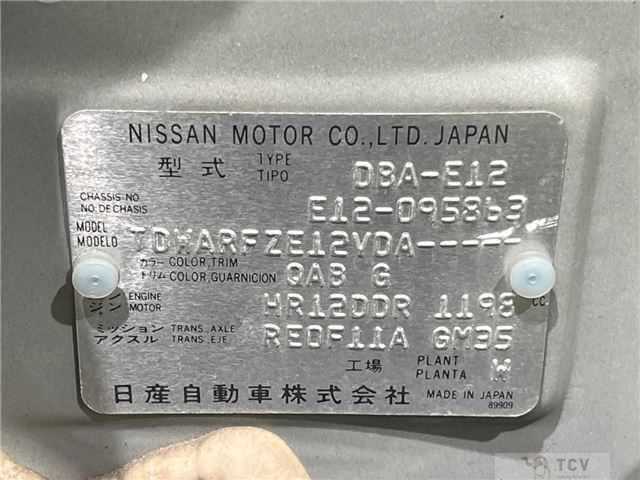 NISSAN MOTOR CO.,LTD. JAPAN
型式 TYPE TIPO DBA-E12
CHASSIS NO. NO. DE CHASIS E12-095863
MODEL MODELO TDWARFZE12VDA-----
カラー トリム COLOR, TRIM COLOR, GUARNICION QAB G
エンジン ENGINE MOTOR HR12DDR 1198 CC.
ミッション アクスル TRANS. AXLE TRANS. EJE RE0F11A GM35
工場 PLANT PLANTA W
日産自動車株式会社 MADE IN JAPAN
89909
TCV